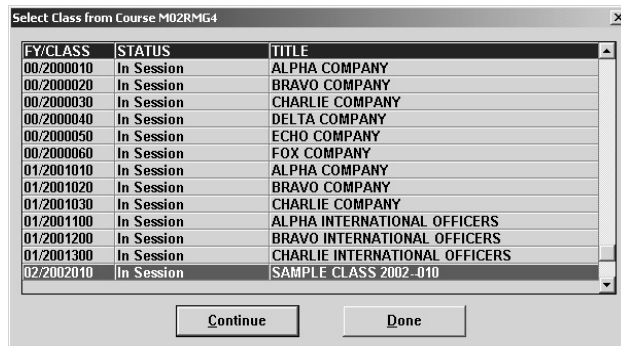 Select Class from Course M02RMG4
FY/CLASS STATUS TITLE
00/2000010 In Session ALPHA COMPANY
00/2000020 In Session BRAVO COMPANY
00/2000030 In Session CHARLIE COMPANY
00/2000040 In Session DELTA COMPANY
00/2000050 In Session ECHO COMPANY
00/2000060 In Session FOX COMPANY
01/2001010 In Session ALPHA COMPANY
01/2001020 In Session BRAVO COMPANY
01/2001030 In Session CHARLIE COMPANY
01/2001100 In Session ALPHA INTERNATIONAL OFFICERS
01/2001200 In Session BRAVO INTERNATIONAL OFFICERS
01/2001300 In Session CHARLIE INTERNATIONAL OFFICERS
02/2002010 In Session SAMPLE CLASS 2002--010
Continue Done